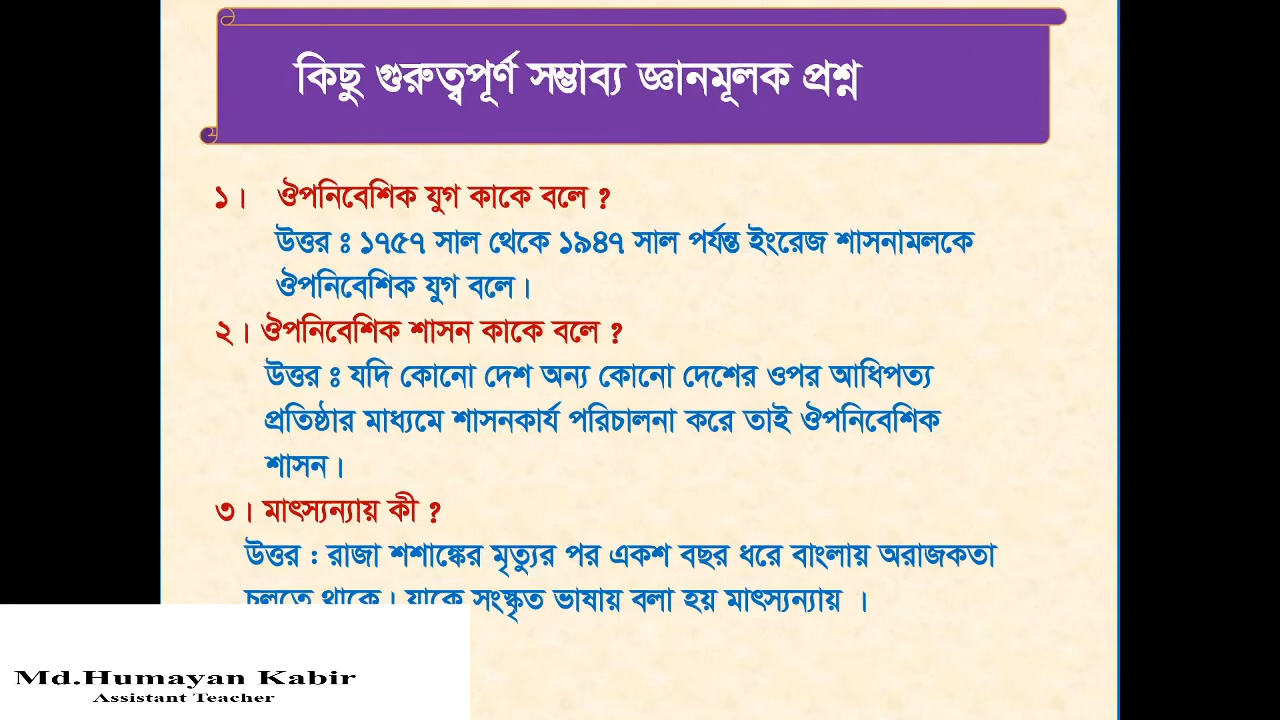 কিছু গুরুত্বপূর্ণ সম্ভাব্য জ্ঞানমূলক প্রশ্ন
১। ঔপনিবেশিক যুগ কাকে বলে ?
উত্তর ঃ ১৭৫৭ সাল থেকে ১৯৪৭ সাল পর্যন্ত ইংরেজ শাসনামলকে
ঔপনিবেশিক যুগ বলে।
২। ঔপনিবেশিক শাসন কাকে বলে ?
উত্তর ঃ যদি কোনো দেশ অন্য কোনো দেশের ওপর আধিপত্য
প্রতিষ্ঠার মাধ্যমে শাসনকার্য পরিচালনা করে তাই ঔপনিবেশিক
শাসন।
৩। মাৎস্যন্যায় কী ?
উত্তর : রাজা শশাঙ্কের মৃত্যুর পর একশ বছর ধরে বাংলায় অরাজকতা
চলতে থাকে। যাকে সংস্কৃত ভাষায় বলা হয় মাৎস্যন্যায় ।
Md.Humayan Kabir
Assistant Teacher